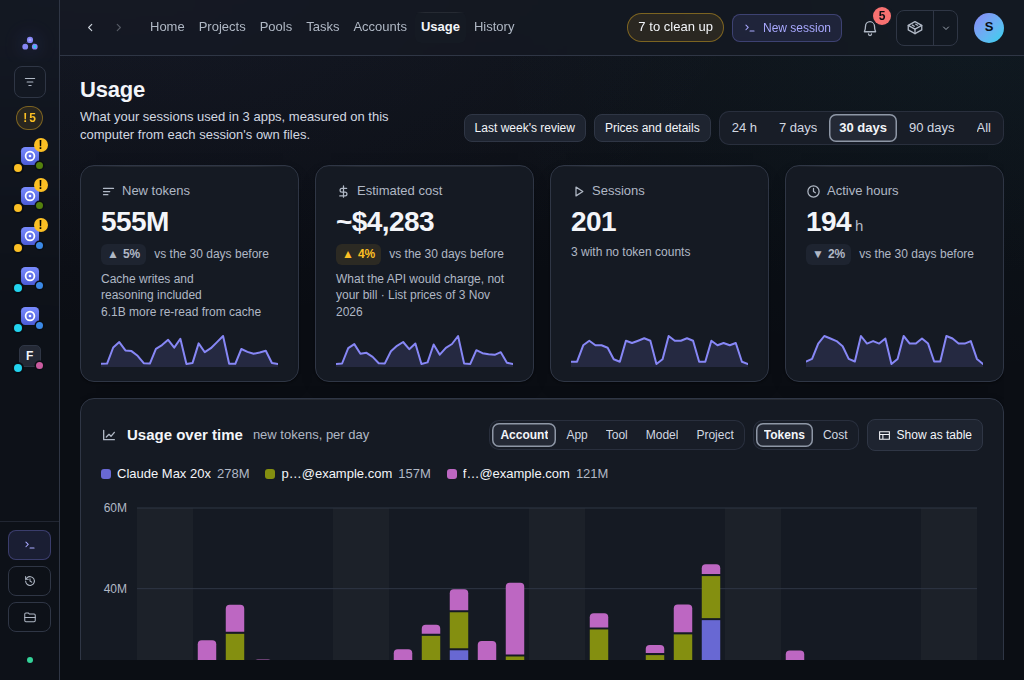 Home Projects Pools Tasks Accounts Usage History
7 to clean up
New session
5
S
! 5
!
!
!
F
Usage
What your sessions used in 3 apps, measured on this
computer from each session's own files.
Last week's review
Prices and details
24 h 7 days 30 days 90 days All
New tokens
555M
▲ 5% vs the 30 days before
Cache writes and
reasoning included
6.1B more re-read from cache
Estimated cost
~$4,283
▲ 4% vs the 30 days before
What the API would charge, not
your bill · List prices of 3 Nov
2026
Sessions
201
3 with no token counts
Active hours
194 h
▼ 2% vs the 30 days before
Usage over time new tokens, per day
Account App Tool Model Project
Tokens Cost
Show as table
Claude Max 20x 278M p…@example.com 157M f…@example.com 121M
60M
40M